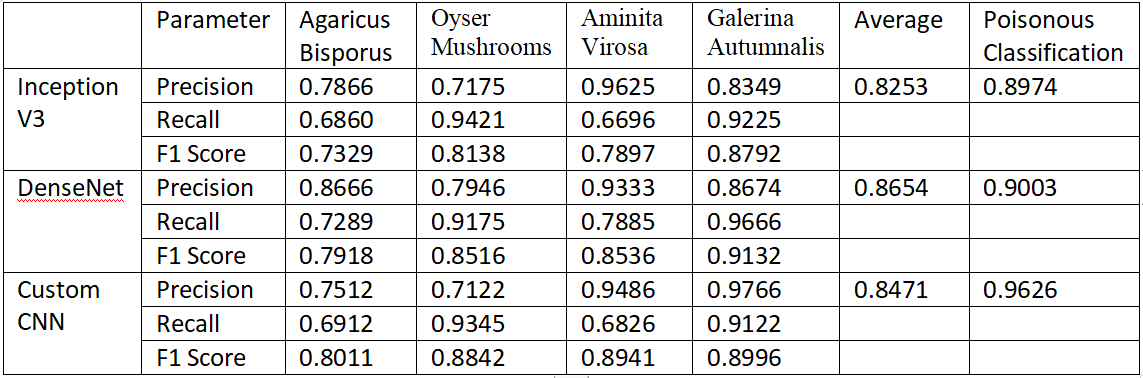 Parameter Agaricus Bisporus Oyser Mushrooms Aminita Virosa Galerina Autumnalis Average Poisonous Classification
Inception V3 Precision 0.7866 0.7175 0.9625 0.8349 0.8253 0.8974
Recall 0.6860 0.9421 0.6696 0.9225
F1 Score 0.7329 0.8138 0.7897 0.8792
DenseNet Precision 0.8666 0.7946 0.9333 0.8674 0.8654 0.9003
Recall 0.7289 0.9175 0.7885 0.9666
F1 Score 0.7918 0.8516 0.8536 0.9132
Custom CNN Precision 0.7512 0.7122 0.9486 0.9766 0.8471 0.9626
Recall 0.6912 0.9345 0.6826 0.9122
F1 Score 0.8011 0.8842 0.8941 0.8996